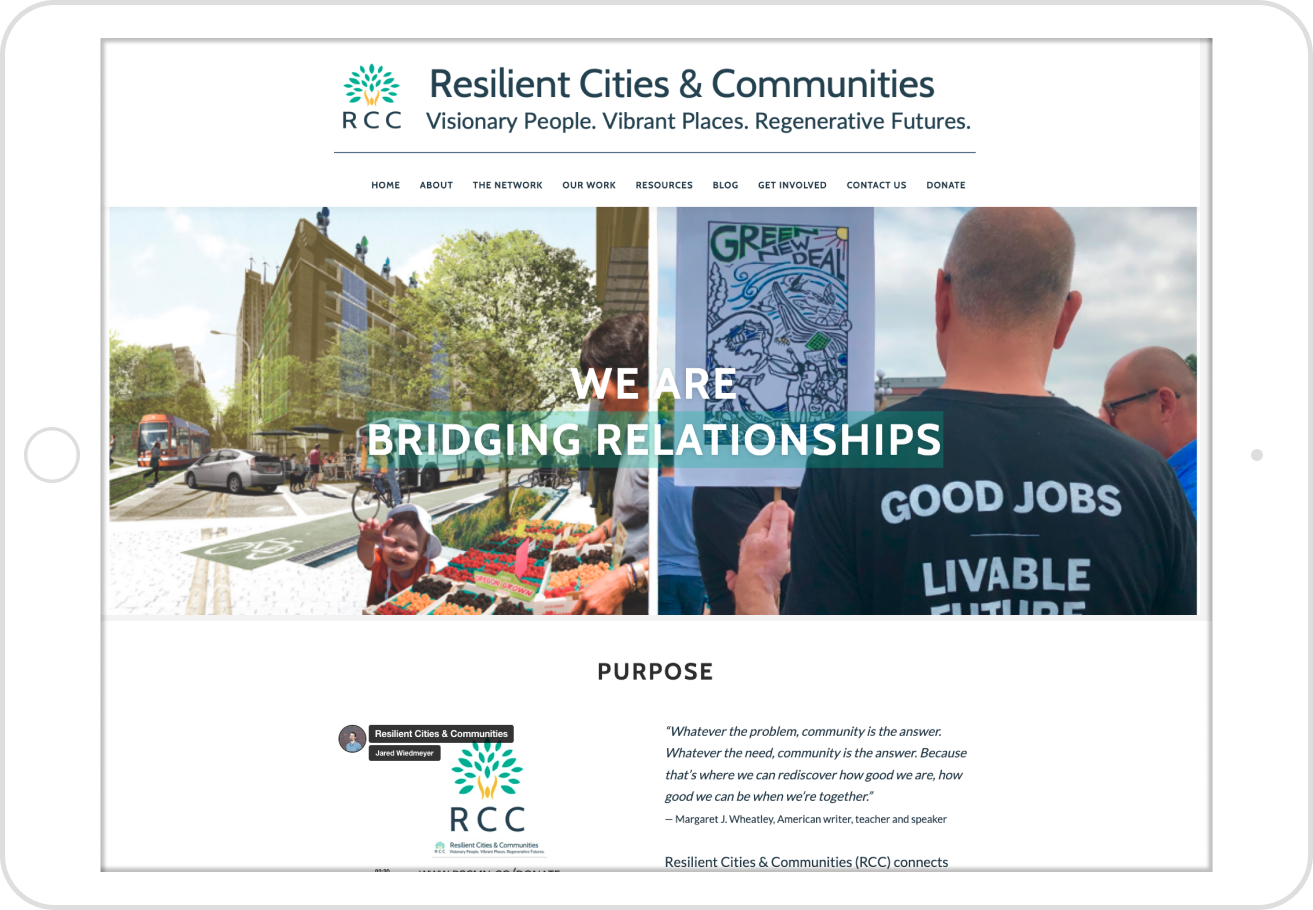 Resilient Cities & Communities
RCC
Visionary People. Vibrant Places. Regenerative Futures.
HOME ABOUT THE NETWORK OUR WORK RESOURCES BLOG GET INVOLVED CONTACT US DONATE
GREEN
NEW
DEAL
WE ARE
BRIDGING RELATIONSHIPS
GOOD JOBS
LIVABLE
FUTURE
OREGON GROWN
PURPOSE
Resilient Cities & Communities
Jared Wiedmeyer
RCC
RCC Resilient Cities & Communities
Visionary People. Vibrant Places. Regenerative Futures.
“Whatever the problem, community is the answer.
Whatever the need, community is the answer. Because
that’s where we can rediscover how good we are, how
good we can be when we’re together.”
— Margaret J. Wheatley, American writer, teacher and speaker
Resilient Cities & Communities (RCC) connects